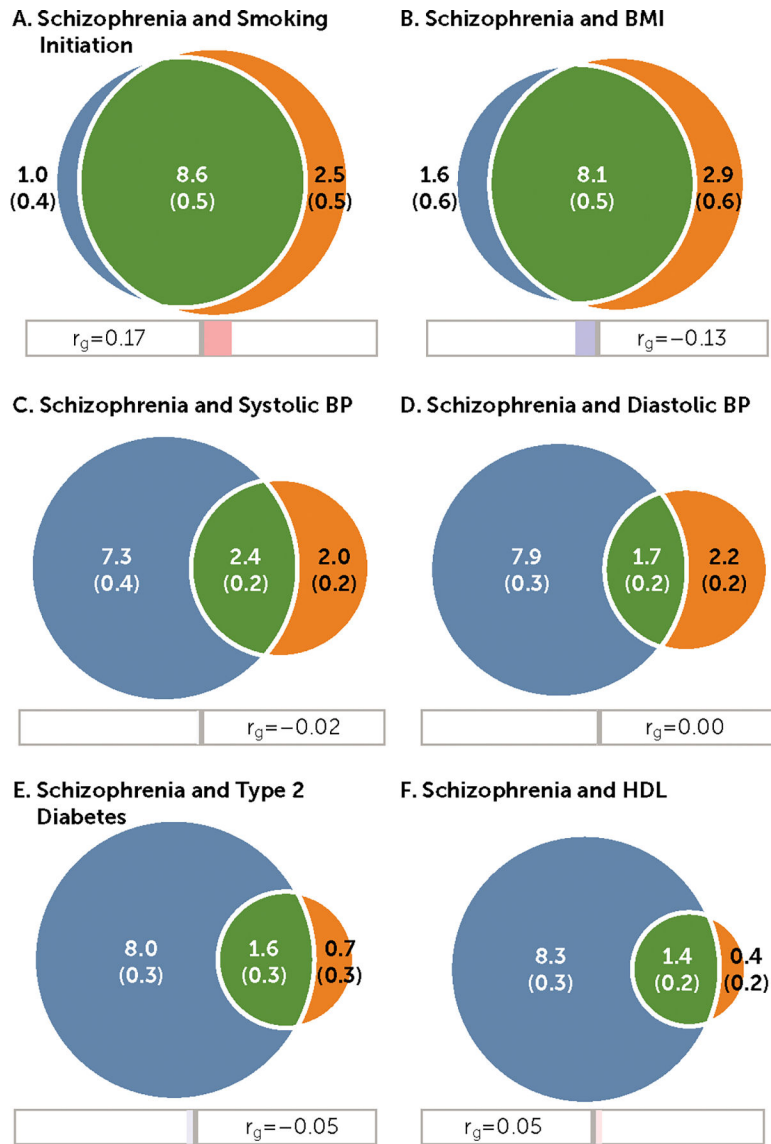 A. Schizophrenia and Smoking
Initiation
1.0
(0.4)
8.6
(0.5)
2.5
(0.5)
rg=0.17
B. Schizophrenia and BMI
1.6
(0.6)
8.1
(0.5)
2.9
(0.6)
rg=−0.13
C. Schizophrenia and Systolic BP
7.3
(0.4)
2.4
(0.2)
2.0
(0.2)
rg=−0.02
D. Schizophrenia and Diastolic BP
7.9
(0.3)
1.7
(0.2)
2.2
(0.2)
rg=0.00
E. Schizophrenia and Type 2
Diabetes
8.0
(0.3)
1.6
(0.3)
0.7
(0.3)
rg=−0.05
F. Schizophrenia and HDL
8.3
(0.3)
1.4
(0.2)
0.4
(0.2)
rg=0.05